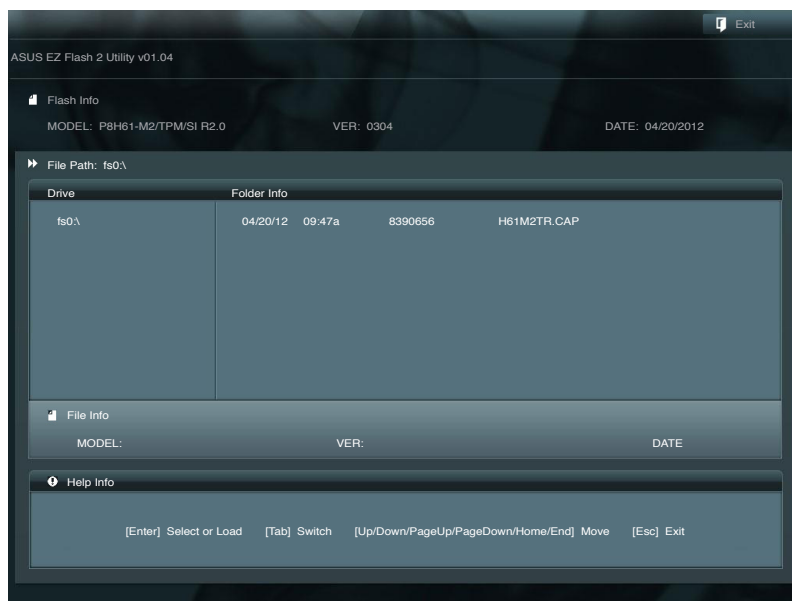 Exit
ASUS EZ Flash 2 Utility v01.04
Flash Info
MODEL: P8H61-M2/TPM/SI R2.0 VER: 0304 DATE: 04/20/2012
File Path: fs0:\
Drive Folder Info
fs0:\ 04/20/12 09:47a 8390656 H61M2TR.CAP
File Info
MODEL: VER: DATE
Help Info
[Enter] Select or Load [Tab] Switch [Up/Down/PageUp/PageDown/Home/End] Move [Esc] Exit